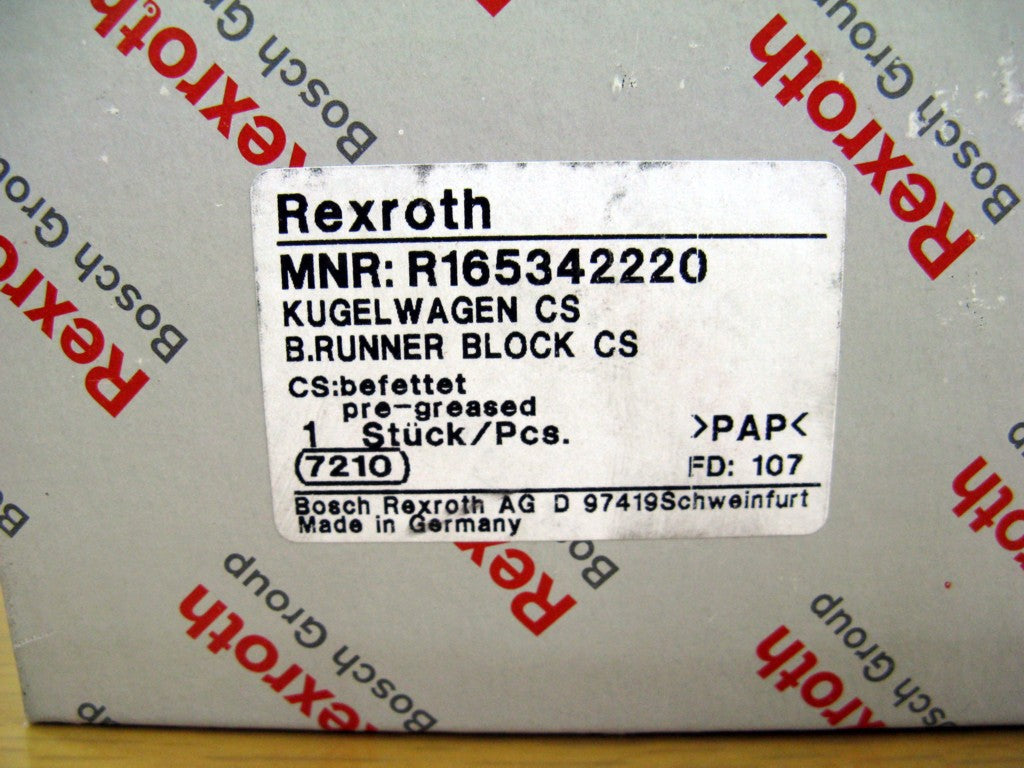 Rexroth
Bosch Group
Rexroth
Bosch Group
Rexroth
MNR: R165342220
KUGELWAGEN CS
B.RUNNER BLOCK CS
CS:befettet
pre-greased
1 Stück/Pcs.
>PAP<
(7210)
FD: 107
Bosch Rexroth AG D 97419Schweinfurt
Made in Germany
Rexroth
Bosch Group
Rexroth
Bosch Group
Rexroth
Bosch Group